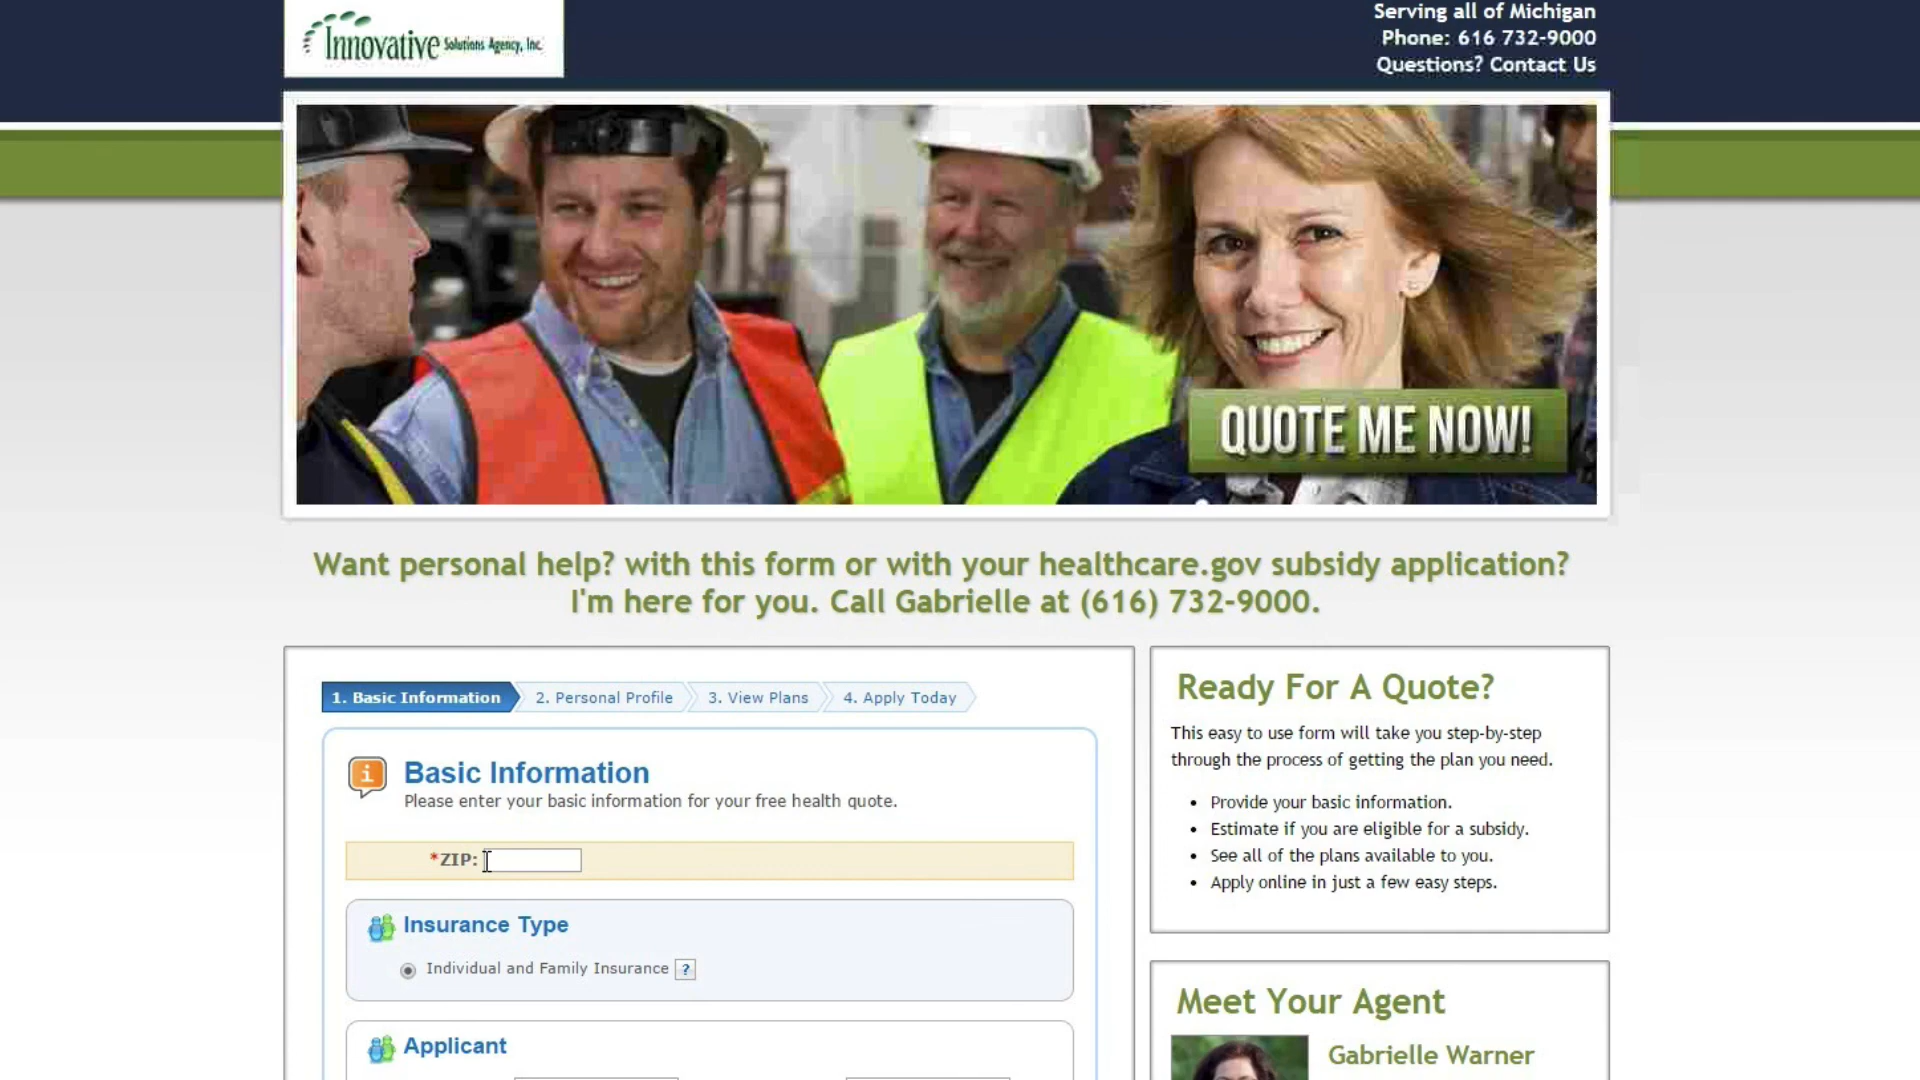 Innovative Solutions Agency, Inc.
Serving all of Michigan
Phone: 616 732-9000
Questions? Contact Us
QUOTE ME NOW!
Want personal help? with this form or with your healthcare.gov subsidy application?
I'm here for you. Call Gabrielle at (616) 732-9000.
1. Basic Information
2. Personal Profile
3. View Plans
4. Apply Today
Basic Information
Please enter your basic information for your free health quote.
*ZIP:
Insurance Type
Individual and Family Insurance ?
Applicant
Ready For A Quote?
This easy to use form will take you step-by-step
through the process of getting the plan you need.
• Provide your basic information.
• Estimate if you are eligible for a subsidy.
• See all of the plans available to you.
• Apply online in just a few easy steps.
Meet Your Agent
Gabrielle Warner